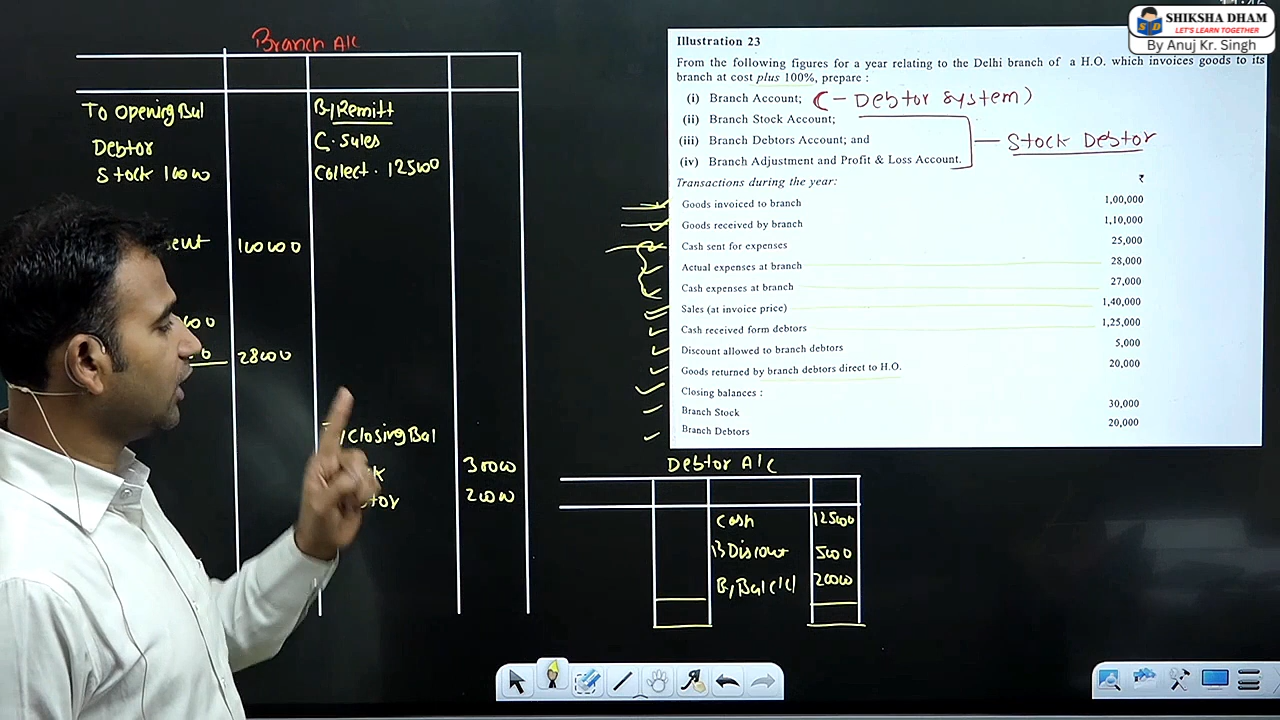 SHIKSHA DHAM
LET'S LEARN TOGETHER
By Anuj Kr. Singh
Branch A/c
To Opening Bal
Debtor
Stock 10000
100000
28000
By Remitt
C. Sales
Collect. 125000
Closing Bal
30000
20000
Illustration 23
From the following figures for a year relating to the Delhi branch of a H.O. which invoices goods to its
branch at cost plus 100%, prepare :
(i) Branch Account; (- Debtor System)
(ii) Branch Stock Account;
(iii) Branch Debtors Account; and
(iv) Branch Adjustment and Profit & Loss Account.
Stock Debtor
Transactions during the year: ₹
Goods invoiced to branch 1,00,000
Goods received by branch 1,10,000
Cash sent for expenses 25,000
Actual expenses at branch 28,000
Cash expenses at branch 27,000
Sales (at invoice price) 1,40,000
Cash received form debtors 1,25,000
Discount allowed to branch debtors 5,000
Goods returned by branch debtors direct to H.O. 20,000
Closing balances :
Branch Stock 30,000
Branch Debtors 20,000
Debtor A/c
Cash 125000
B Discout 5000
By Bal c/d 20000